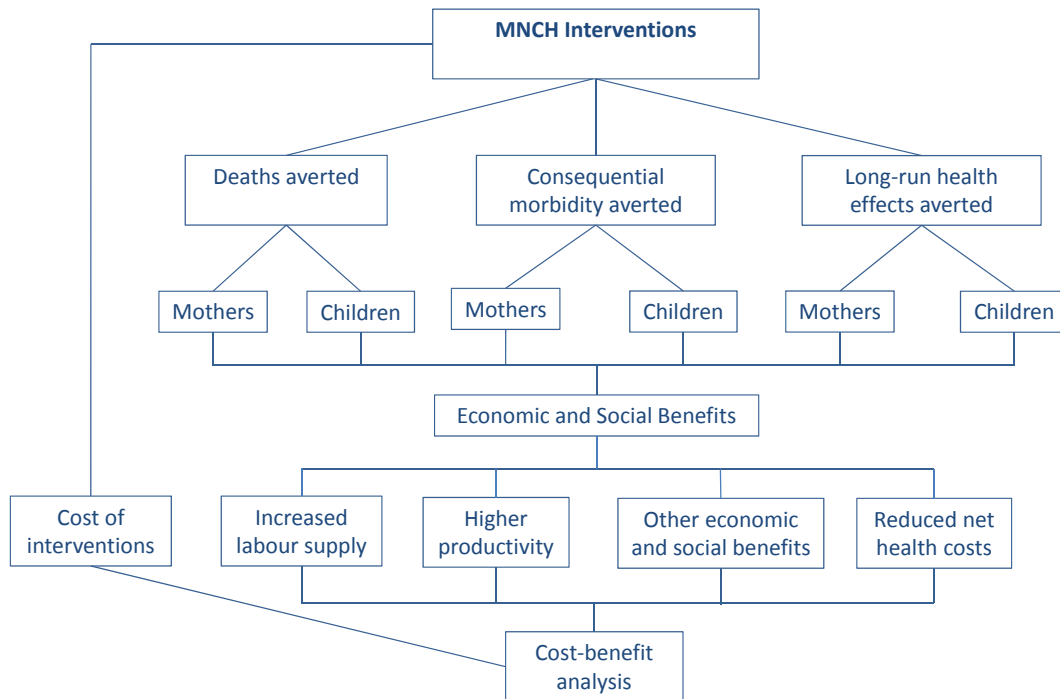 MNCH Interventions
Deaths averted
Consequential
morbidity averted
Long-run health
effects averted
Mothers
Children
Mothers
Children
Mothers
Children
Economic and Social Benefits
Cost of
interventions
Increased
labour supply
Higher
productivity
Other economic
and social benefits
Reduced net
health costs
Cost-benefit
analysis